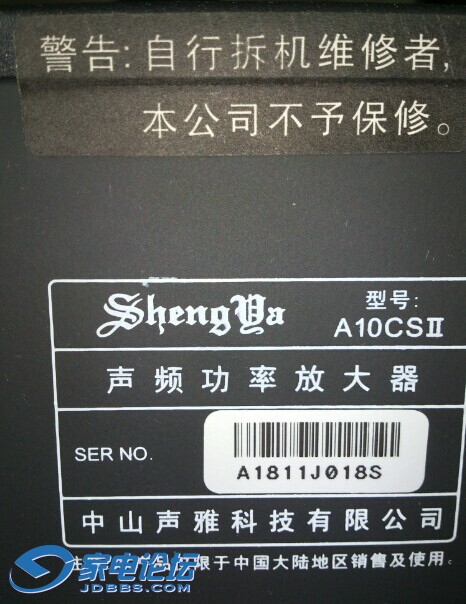 警告:自行拆机维修者,
本公司不予保修。
ShengYa
型号:
A10CSⅡ
声频功率放大器
SER NO.
A1811J018S
中山声雅科技有限公司
注 限于中国大陆地区销售及使用。
家电论坛
JDBBS.COM